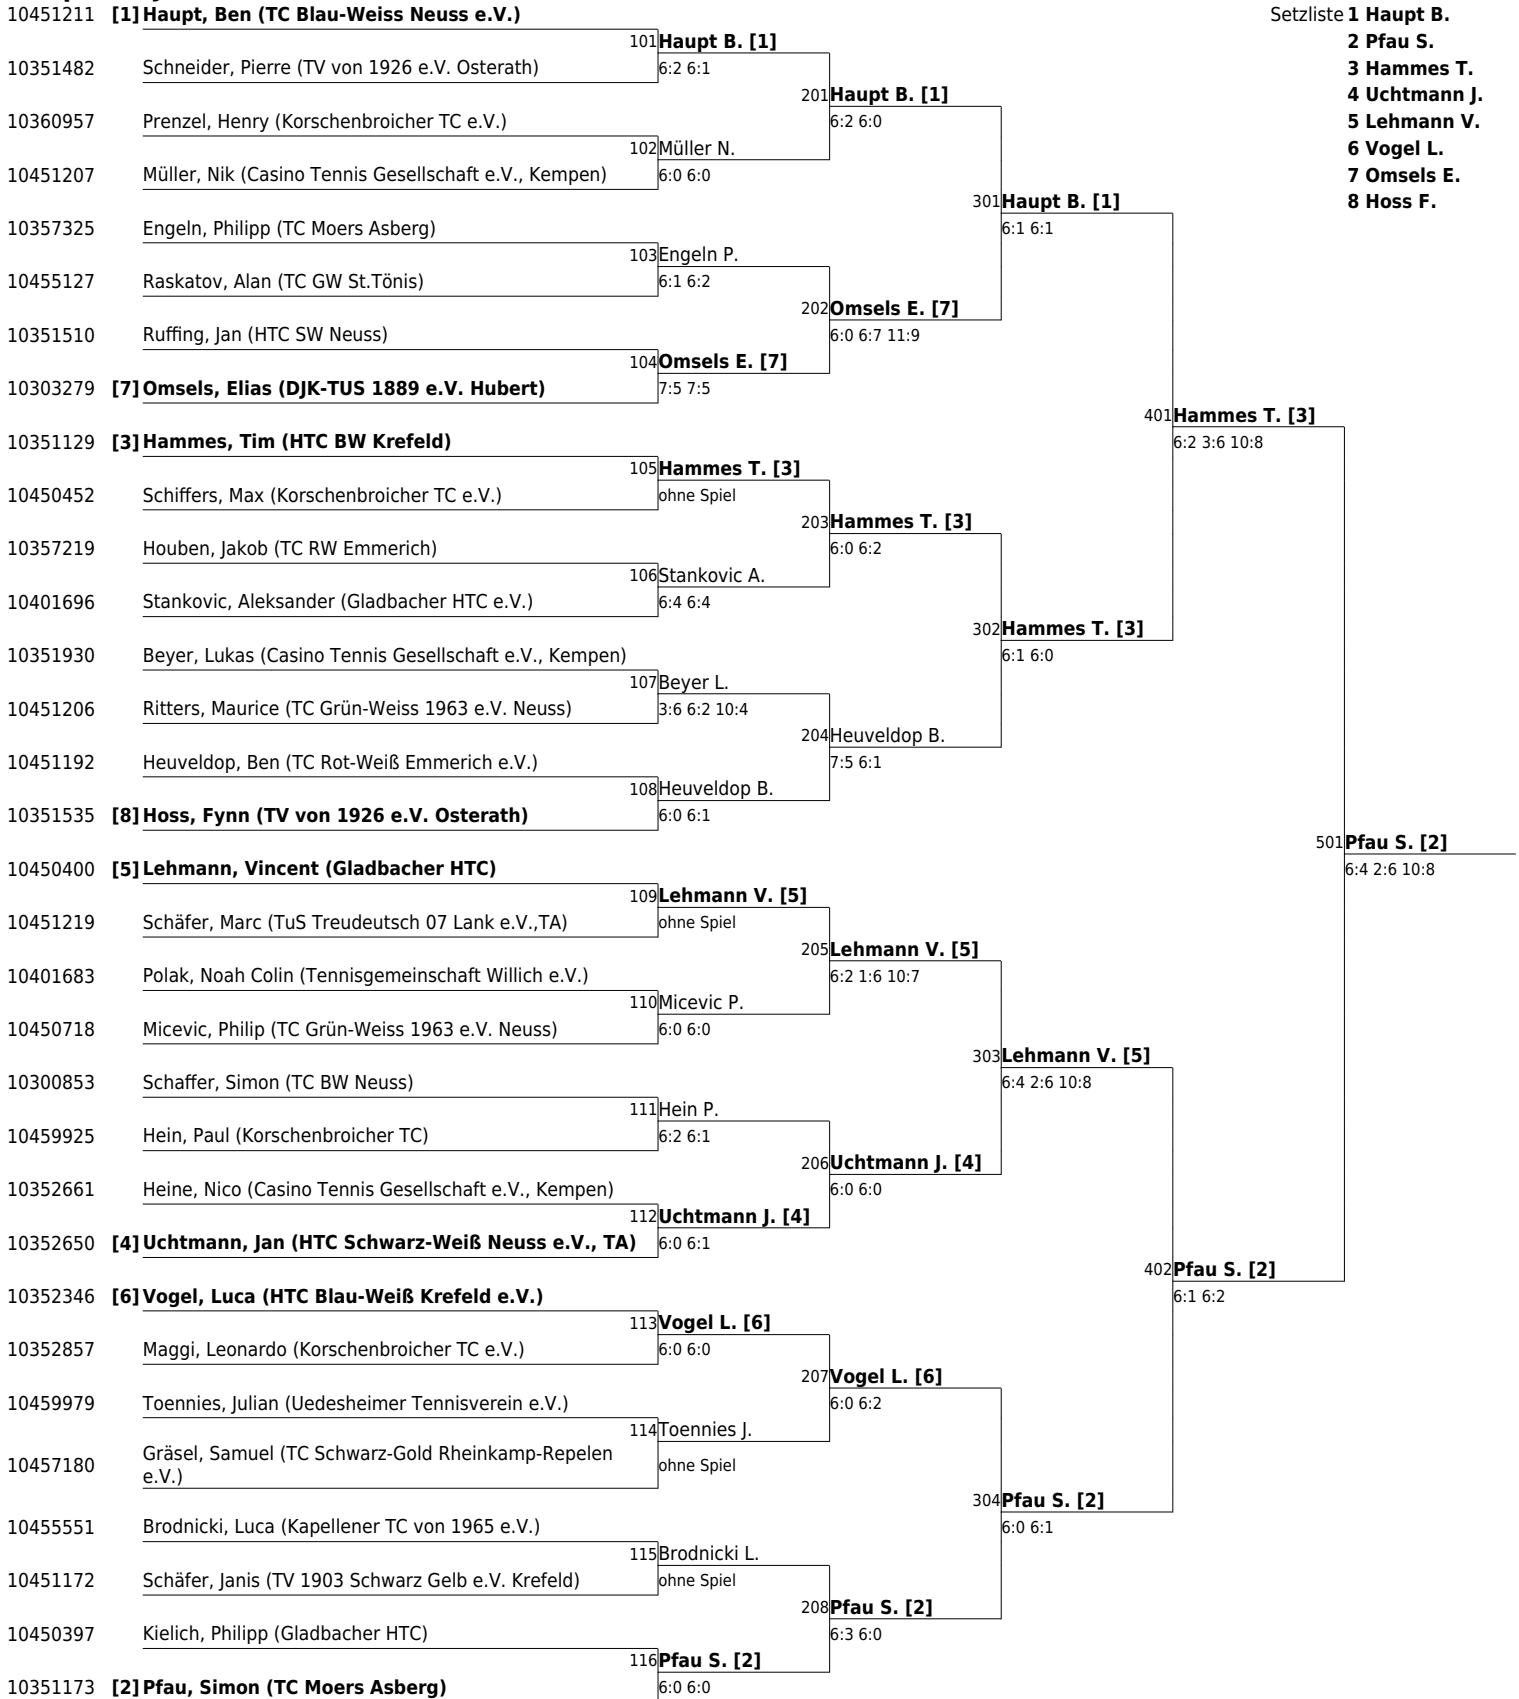 10451211 [1] Haupt, Ben (TC Blau-Weiss Neuss e.V.) Setzliste 1 Haupt B.
101 Haupt B. [1] 2 Pfau S.
10351482 Schneider, Pierre (TV von 1926 e.V. Osterath) 6:2 6:1 3 Hammes T.
201 Haupt B. [1] 4 Uchtmann J.
10360957 Prenzel, Henry (Korschenbroicher TC e.V.) 6:2 6:0 5 Lehmann V.
102 Müller N. 6 Vogel L.
10451207 Müller, Nik (Casino Tennis Gesellschaft e.V., Kempen) 6:0 6:0 7 Omsels E.
301 Haupt B. [1] 8 Hoss F.
10357325 Engeln, Philipp (TC Moers Asberg) 6:1 6:1
103 Engeln P.
10455127 Raskatov, Alan (TC GW St.Tönis) 6:1 6:2
202 Omsels E. [7]
10351510 Ruffing, Jan (HTC SW Neuss) 6:0 6:7 11:9
104 Omsels E. [7]
10303279 [7] Omsels, Elias (DJK-TUS 1889 e.V. Hubert) 7:5 7:5
401 Hammes T. [3]
10351129 [3] Hammes, Tim (HTC BW Krefeld) 6:2 3:6 10:8
105 Hammes T. [3]
10450452 Schiffers, Max (Korschenbroicher TC e.V.) ohne Spiel
203 Hammes T. [3]
10357219 Houben, Jakob (TC RW Emmerich) 6:0 6:2
106 Stankovic A.
10401696 Stankovic, Aleksander (Gladbacher HTC e.V.) 6:4 6:4
302 Hammes T. [3]
10351930 Beyer, Lukas (Casino Tennis Gesellschaft e.V., Kempen) 6:1 6:0
107 Beyer L.
10451206 Ritters, Maurice (TC Grün-Weiss 1963 e.V. Neuss) 3:6 6:2 10:4
204 Heuveldop B.
10451192 Heuveldop, Ben (TC Rot-Weiß Emmerich e.V.) 7:5 6:1
108 Heuveldop B.
10351535 [8] Hoss, Fynn (TV von 1926 e.V. Osterath) 6:0 6:1
501 Pfau S. [2]
10450400 [5] Lehmann, Vincent (Gladbacher HTC) 6:4 2:6 10:8
109 Lehmann V. [5]
10451219 Schäfer, Marc (TuS Treudeutsch 07 Lank e.V.,TA) ohne Spiel
205 Lehmann V. [5]
10401683 Polak, Noah Colin (Tennisgemeinschaft Willich e.V.) 6:2 1:6 10:7
110 Micevic P.
10450718 Micevic, Philip (TC Grün-Weiss 1963 e.V. Neuss) 6:0 6:0
303 Lehmann V. [5]
10300853 Schaffer, Simon (TC BW Neuss) 6:4 2:6 10:8
111 Hein P.
10459925 Hein, Paul (Korschenbroicher TC) 6:2 6:1
206 Uchtmann J. [4]
10352661 Heine, Nico (Casino Tennis Gesellschaft e.V., Kempen) 6:0 6:0
112 Uchtmann J. [4]
10352650 [4] Uchtmann, Jan (HTC Schwarz-Weiß Neuss e.V., TA) 6:0 6:1
402 Pfau S. [2]
10352346 [6] Vogel, Luca (HTC Blau-Weiß Krefeld e.V.) 6:1 6:2
113 Vogel L. [6]
10352857 Maggi, Leonardo (Korschenbroicher TC e.V.) 6:0 6:0
207 Vogel L. [6]
10459979 Toennies, Julian (Uedesheimer Tennisverein e.V.) 6:0 6:2
114 Toennies J.
10457180 Gräsel, Samuel (TC Schwarz-Gold Rheinkamp-Repelen
e.V.) ohne Spiel
304 Pfau S. [2]
10455551 Brodnicki, Luca (Kapellener TC von 1965 e.V.) 6:0 6:1
115 Brodnicki L.
10451172 Schäfer, Janis (TV 1903 Schwarz Gelb e.V. Krefeld) ohne Spiel
208 Pfau S. [2]
10450397 Kielich, Philipp (Gladbacher HTC) 6:3 6:0
116 Pfau S. [2]
10351173 [2] Pfau, Simon (TC Moers Asberg) 6:0 6:0